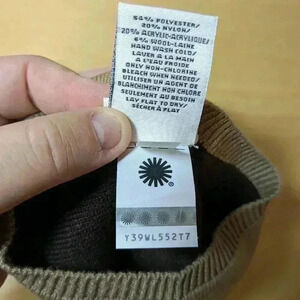 54% POLYESTER/
20% NYLON/
20% ACRYLIC-ACRYLIQUE/
6% WOOL-LAINE
HAND WASH COLD/
LAVER A LA MAIN
A L'EAU FROIDE
ONLY NON-CHLORINE
BLEACH WHEN NEEDED/
UTILISER UN AGENT DE
BLANCHIMENT NON CHLORE
SEULEMENT AU BESOIN
LAY FLAT TO DRY/
SÉCHER À PLAT
®
Y39WL552T7